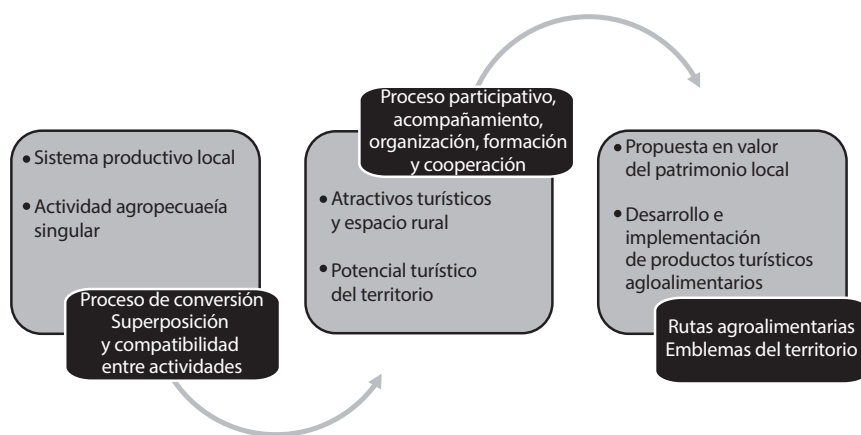 Sistema productivo local
Actividad agropecuaeía
singular
Proceso de conversión
Superposición
y compatibilidad
entre actividades
Proceso participativo,
acompañamiento,
organización, formación
y cooperación
Atractivos turísticos
y espacio rural
Potencial turístico
del territorio
Propuesta en valor
del patrimonio local
Desarrollo e
implementación
de productos turísticos
agloalimentarios
Rutas agroalimentarias
Emblemas del territorio